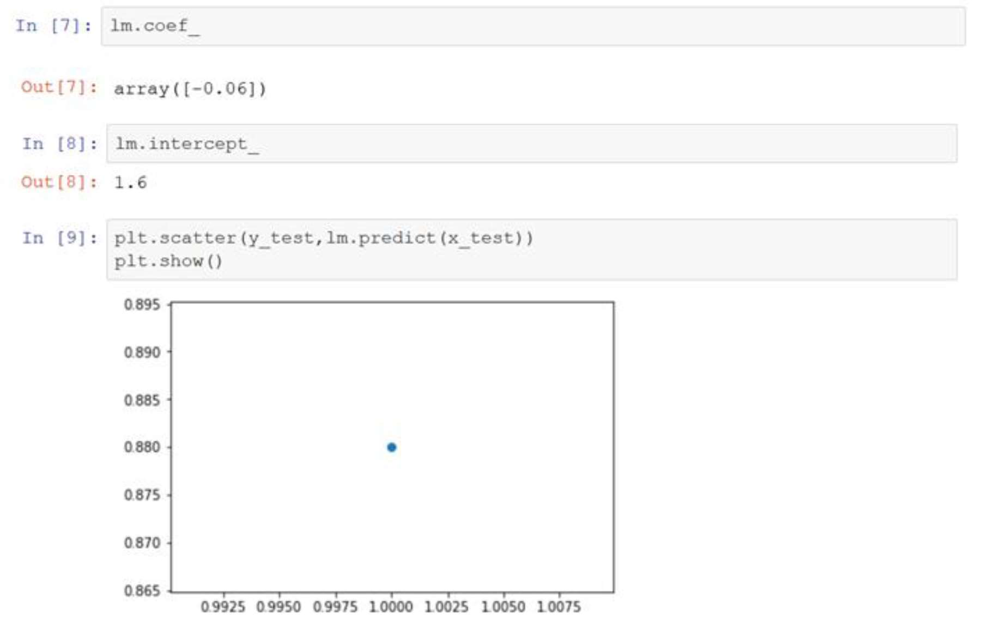 In [7]: lm.coef_
Out[7]: array([-0.06])
In [8]: lm.intercept_
Out[8]: 1.6
In [9]: plt.scatter(y_test,lm.predict(x_test))
plt.show()
0.895
0.890
0.885
0.880
0.875
0.870
0.865
0.9925 0.9950 0.9975 1.0000 1.0025 1.0050 1.0075